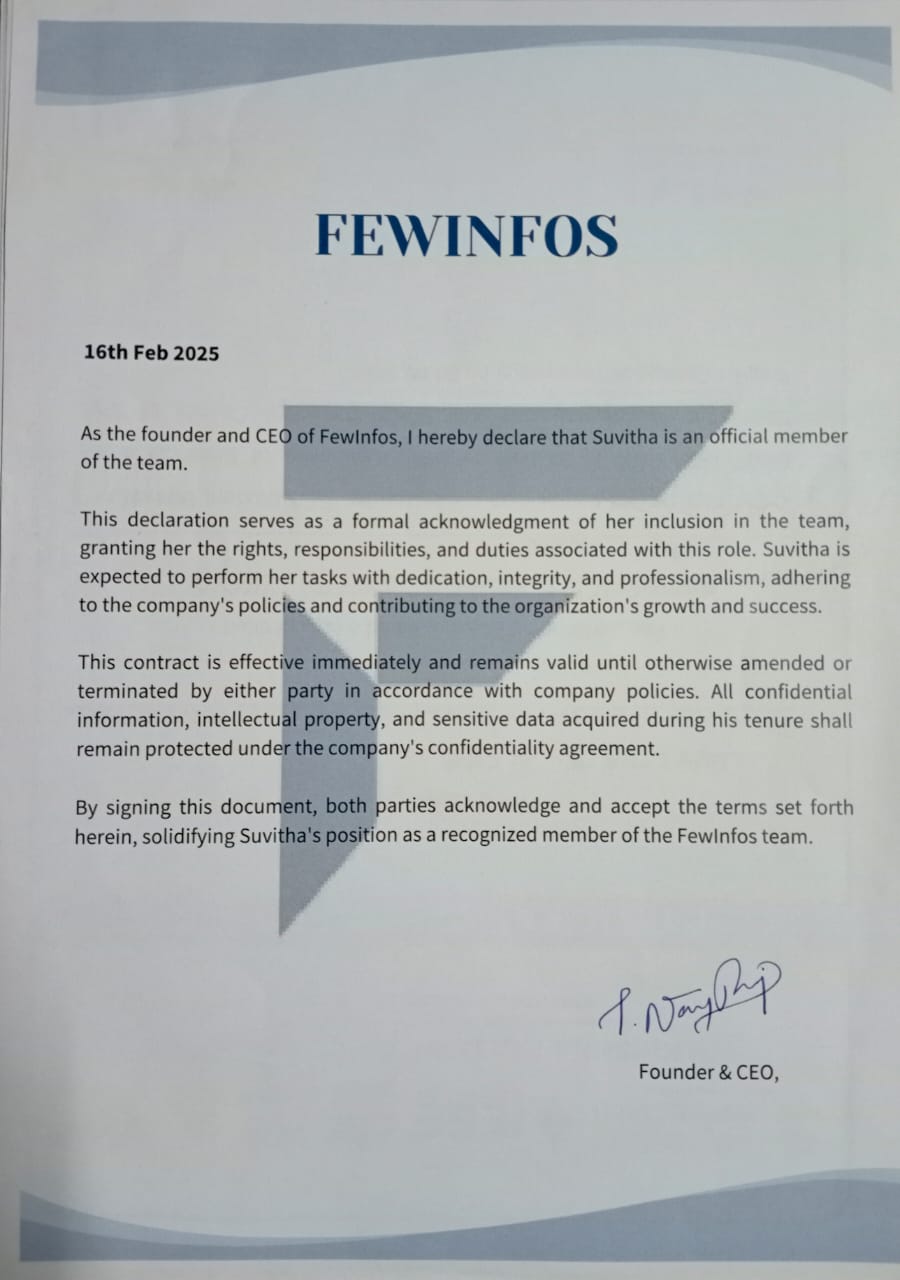 FEWINFOS
16th Feb 2025
As the founder and CEO of FewInfos, I hereby declare that Suvitha is an official member
of the team.
This declaration serves as a formal acknowledgment of her inclusion in the team,
granting her the rights, responsibilities, and duties associated with this role. Suvitha is
expected to perform her tasks with dedication, integrity, and professionalism, adhering
to the company's policies and contributing to the organization's growth and success.
This contract is effective immediately and remains valid until otherwise amended or
terminated by either party in accordance with company policies. All confidential
information, intellectual property, and sensitive data acquired during his tenure shall
remain protected under the company's confidentiality agreement.
By signing this document, both parties acknowledge and accept the terms set forth
herein, solidifying Suvitha's position as a recognized member of the FewInfos team.
Founder & CEO,